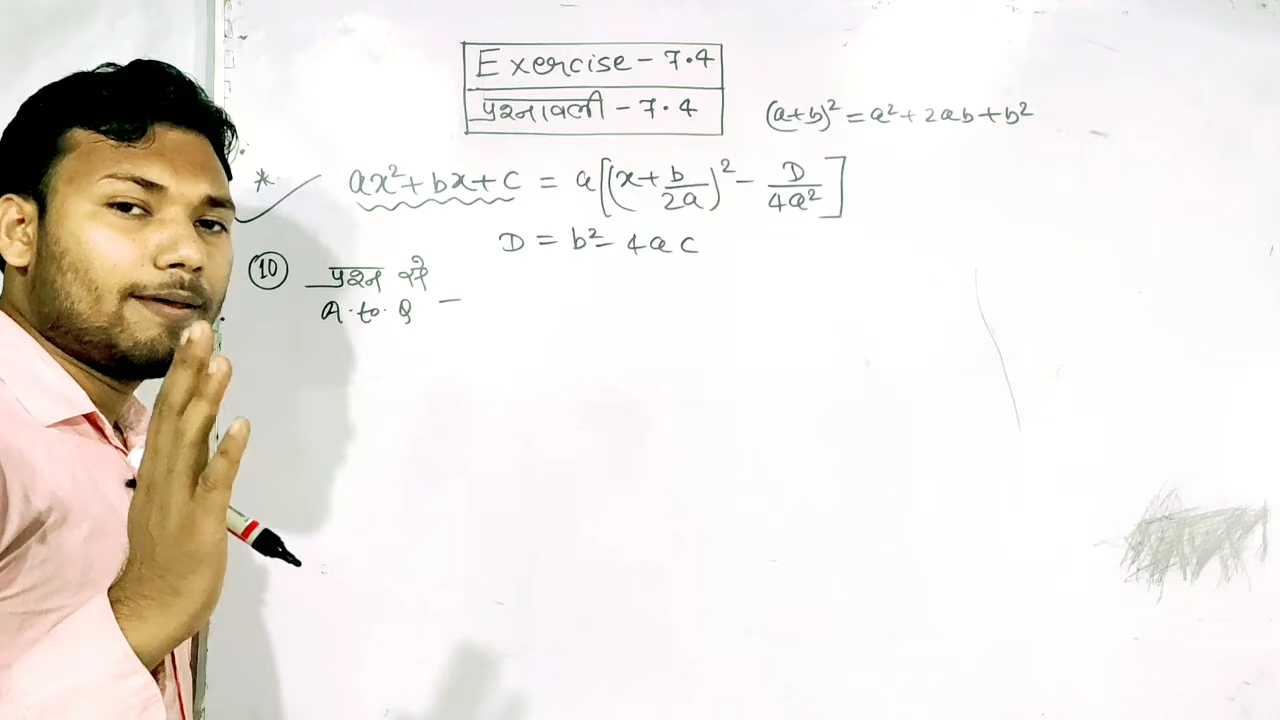 Exercise - 7.4
प्रश्नावली - 7.4
(a+b)² = a² + 2ab + b²
* ax² + bx + c = a[(x + b/2a)² - D/4a²]
D = b² - 4ac
(10) प्रश्न से
A.to.Q -